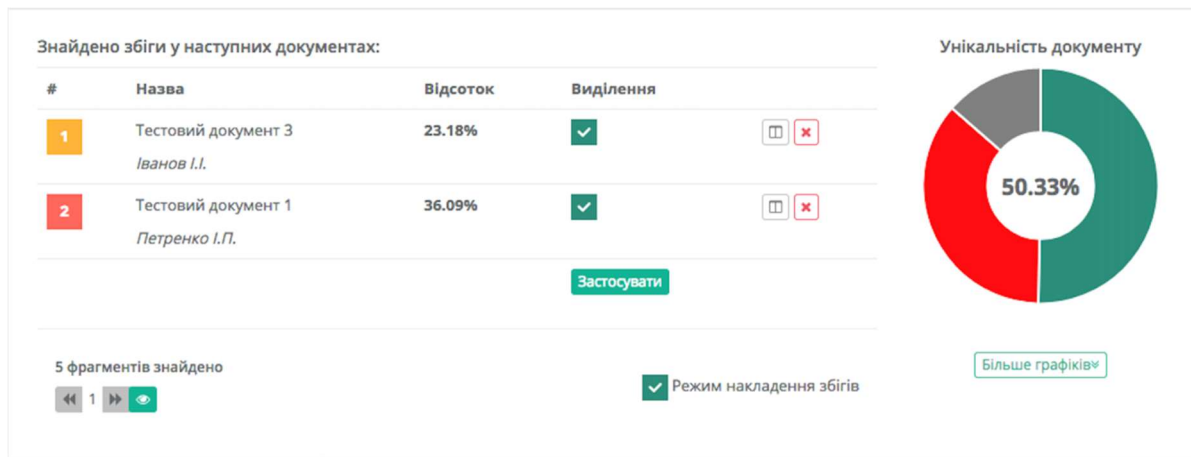 Знайдено збіги у наступних документах:
# Назва Відсоток Виділення
1 Тестовий документ 3 23.18%
Іванов І.І.
2 Тестовий документ 1 36.09%
Петренко І.П.
Застосувати
5 фрагментів знайдено
1
Режим накладення збігів
Унікальність документу
50.33%
Більше графіків